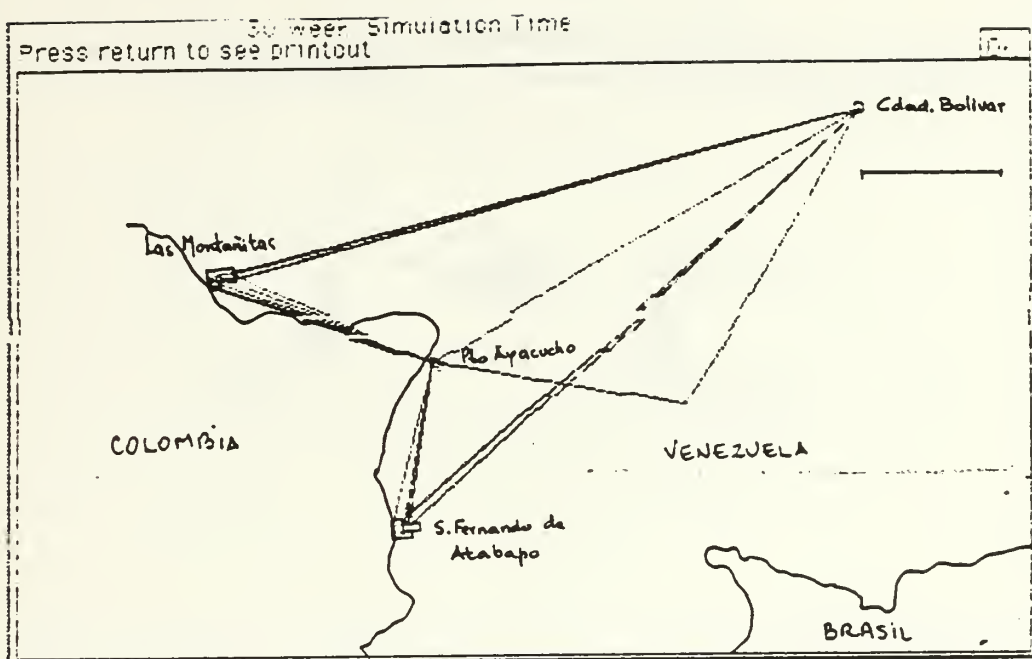 Simulation Time
Press return to see printout
Cdad. Bolivar
Las Montañitas
Pto Ayacucho
COLOMBIA
VENEZUELA
S. Fernando de
Atabapo
BRASIL